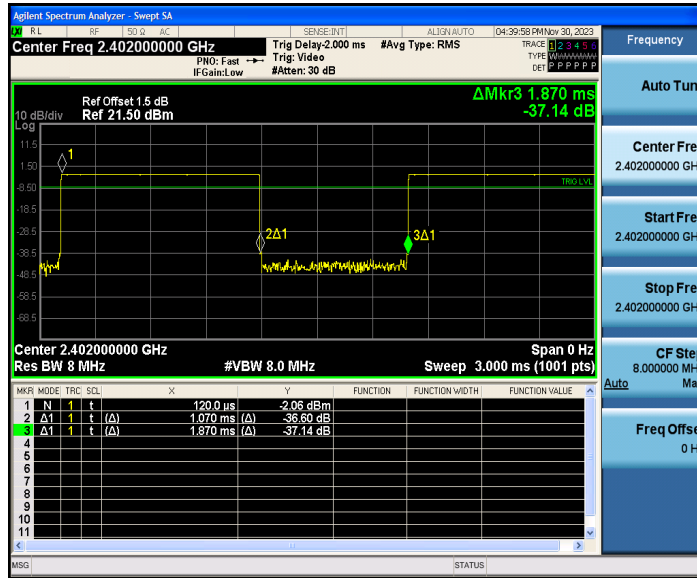 Agilent Spectrum Analyzer - Swept SA
RL RF 50 Ω AC SENSE:INT ALIGN AUTO 04:39:58 PM Nov 30, 2023
Center Freq 2.402000000 GHz Trig Delay-2.000 ms #Avg Type: RMS TRACE 1 2 3 4 5 6
PNO: Fast Trig: Video TYPE
IFGain:Low #Atten: 30 dB DET P P P P P P
Ref Offset 1.5 dB ΔMkr3 1.870 ms
10 dB/div Ref 21.50 dBm -37.14 dB
Log
11.5
1
1.50
TRIG LVL
-8.50
-18.5
2Δ1 3Δ1
-28.5
-38.5
-48.5
-58.5
-68.5
Center 2.402000000 GHz Span 0 Hz
Res BW 8 MHz #VBW 8.0 MHz Sweep 3.000 ms (1001 pts)
MKR MODE TRC SCL X Y FUNCTION FUNCTION WIDTH FUNCTION VALUE
1 N 1 t 120.0 µs -2.06 dBm
2 Δ1 1 t (Δ) 1.070 ms (Δ) -36.60 dB
3 Δ1 1 t (Δ) 1.870 ms (Δ) -37.14 dB
4
5
6
7
8
9
10
11
MSG STATUS
Frequency
Auto Tun
Center Fre
2.402000000 GH
Start Fre
2.402000000 GH
Stop Fre
2.402000000 GH
CF Ste
8.000000 MH
Auto Ma
Freq Offse
0 H